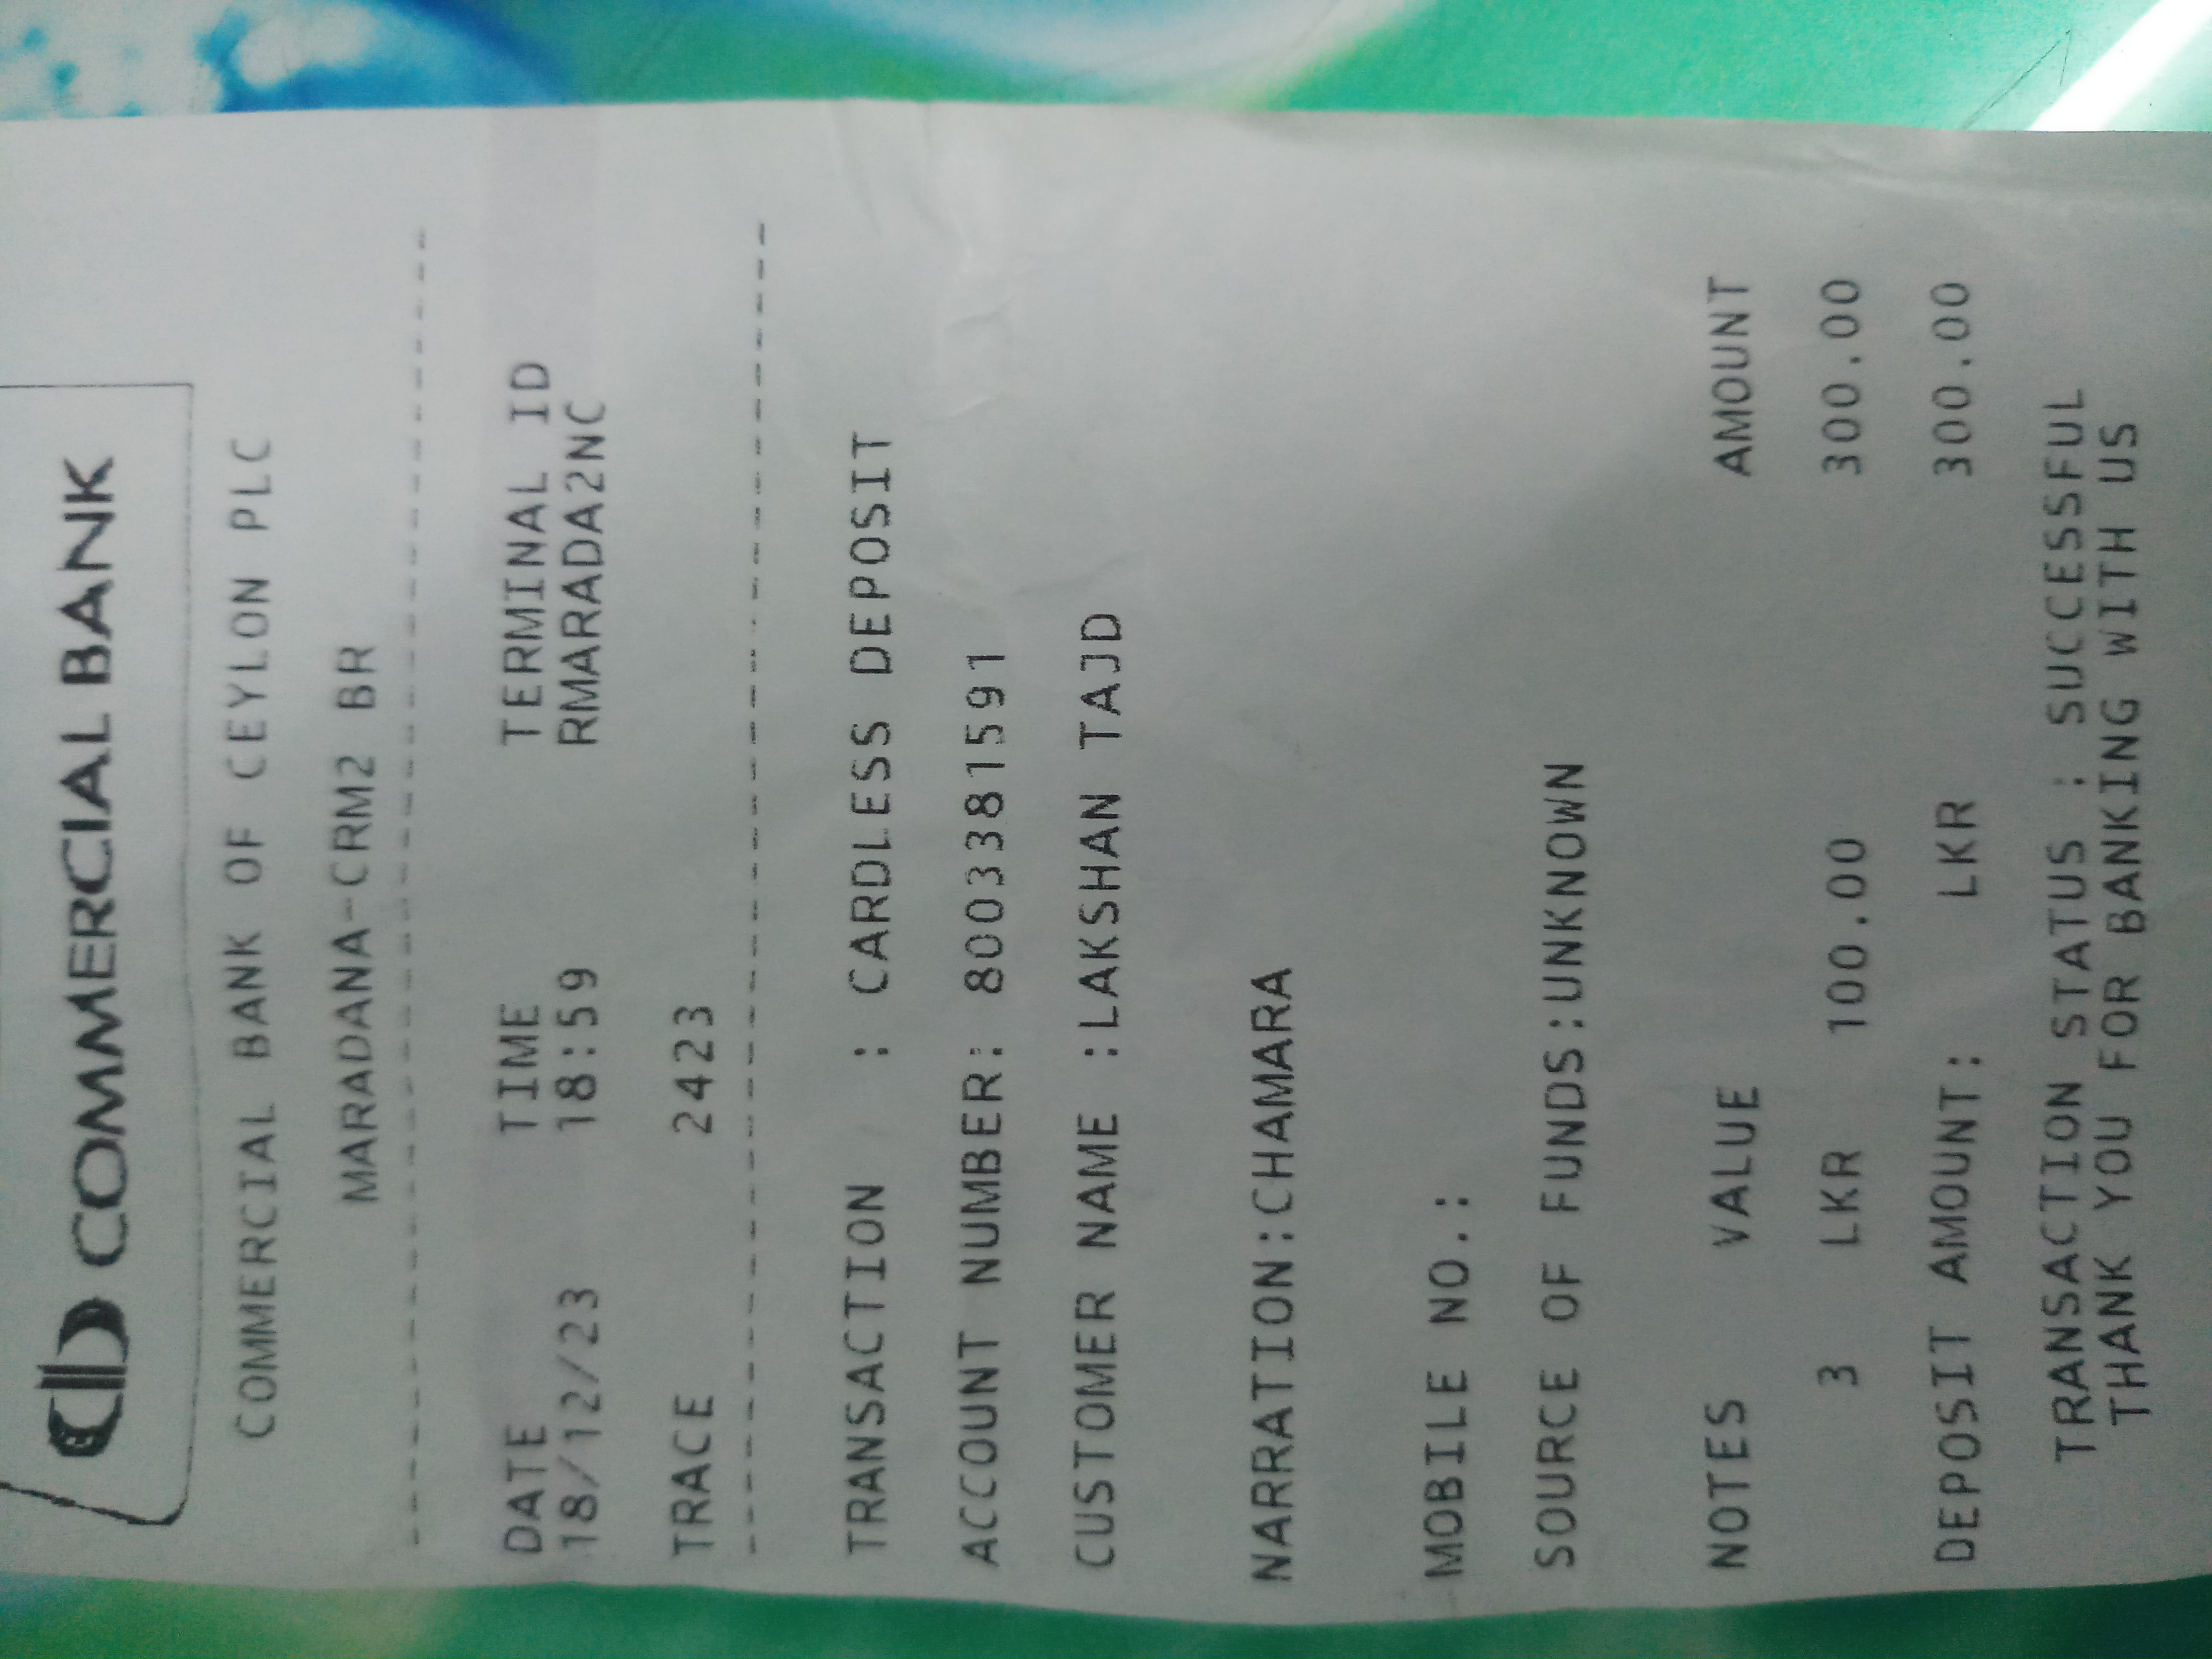 COMMERCIAL BANK
COMMERCIAL BANK OF CEYLON PLC
MARADANA-CRM2 BR
DATE TIME TERMINAL ID
18/12/23 18:59 RMARADA2NC
TRACE 2423
TRANSACTION : CARDLESS DEPOSIT
ACCOUNT NUMBER: 8003381591
CUSTOMER NAME :LAKSHAN TAJD
NARRATION:CHAMARA
MOBILE NO.:
SOURCE OF FUNDS:UNKNOWN
NOTES VALUE AMOUNT
3 LKR 100.00 300.00
DEPOSIT AMOUNT: LKR 300.00
TRANSACTION STATUS : SUCCESSFUL
THANK YOU FOR BANKING WITH US